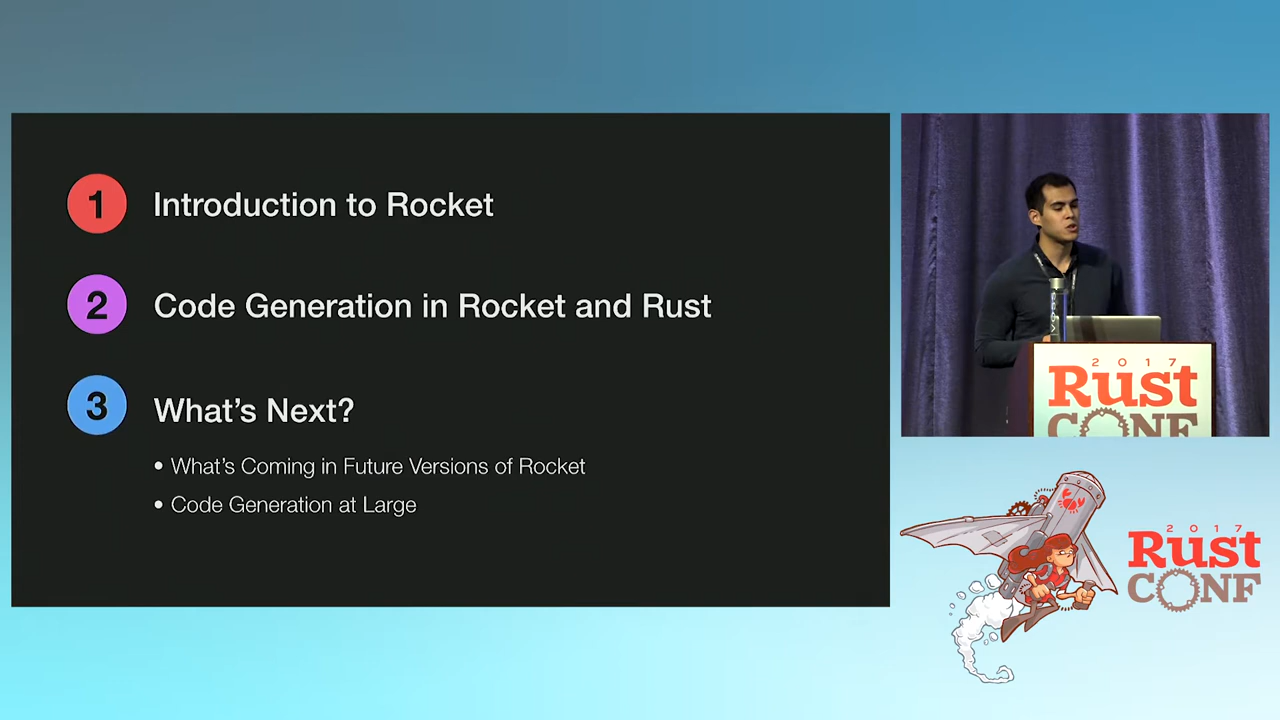 1 Introduction to Rocket
2 Code Generation in Rocket and Rust
3 What's Next?
• What's Coming in Future Versions of Rocket
• Code Generation at Large
2017
Rust
CONF
2017
Rust
CONF